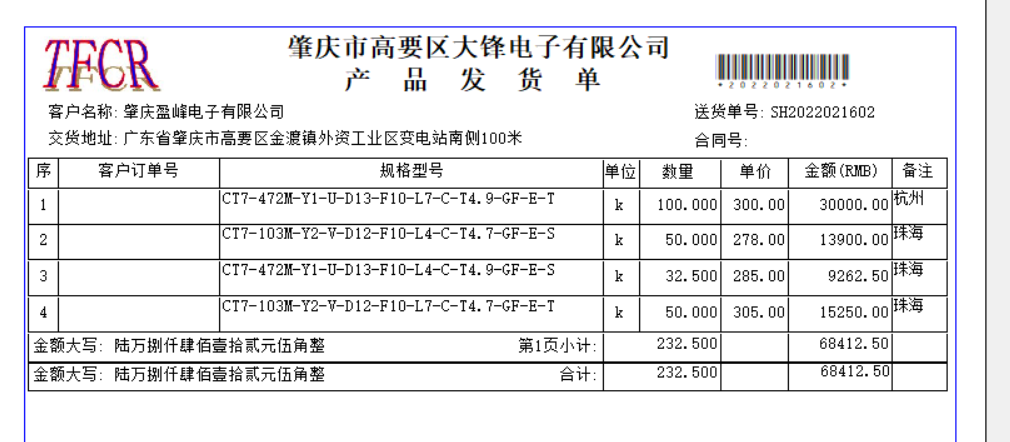 TFCR
肇庆市高要区大锋电子有限公司
产 品 发 货 单
*2022021602*
客户名称: 肇庆盈峰电子有限公司 送货单号: SH2022021602
交货地址: 广东省肇庆市高要区金渡镇外资工业区变电站南侧100米 合同号:
序 客户订单号 规格型号 单位 数量 单价 金额(RMB) 备注
1 CT7-472M-Y1-U-D13-F10-L7-C-T4.9-GF-E-T k 100.000 300.00 30000.00 杭州
2 CT7-103M-Y2-V-D12-F10-L4-C-T4.7-GF-E-S k 50.000 278.00 13900.00 珠海
3 CT7-472M-Y1-U-D13-F10-L4-C-T4.9-GF-E-S k 32.500 285.00 9262.50 珠海
4 CT7-103M-Y2-V-D12-F10-L7-C-T4.7-GF-E-T k 50.000 305.00 15250.00 珠海
金额大写: 陆万捌仟肆佰壹拾贰元伍角整 第1页小计: 232.500 68412.50
金额大写: 陆万捌仟肆佰壹拾贰元伍角整 合计: 232.500 68412.50